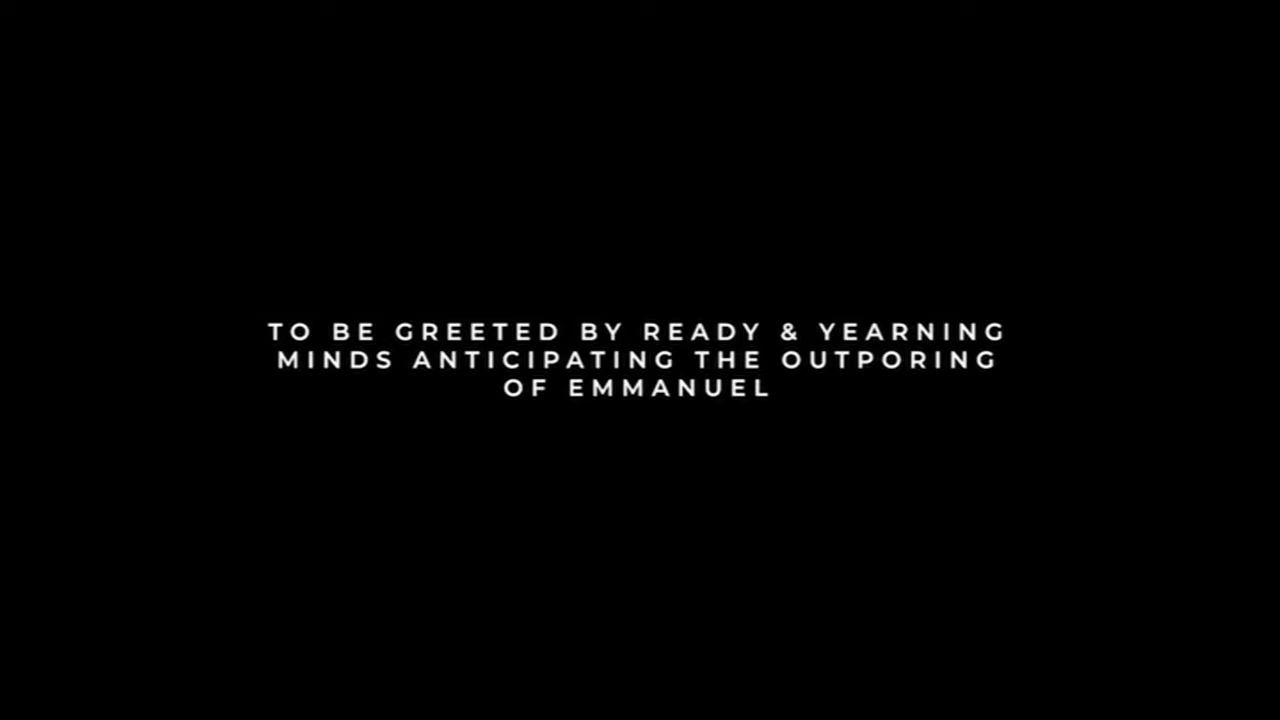 TO BE GREETED BY READY & YEARNING
MINDS ANTICIPATING THE OUTPORING
OF EMMANUEL